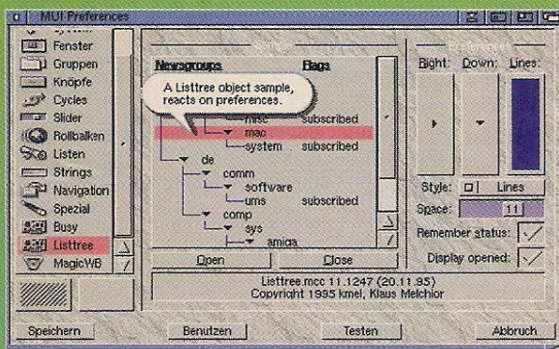 MUI Preferences
Fenster
Gruppen
Knöpfe
Cycles
Slider
Rollbalken
Listen
Strings
Navigation
Spezial
Busy
Listtree
MagicWB
Newsgroups Flags
A Listtree object sample,
reacts on preferences.
misc subscribed
mac
system subscribed
de
comm
software
ums subscribed
comp
sys
amiga
Open Close
Listtree.mcc 11.1247 (20.11.95)
Copyright 1995 kmel, Klaus Melchior
Preferences
Right: Down: Lines:
Style: Lines
Space: 11
Remember status:
Display opened:
Speichern Benutzen Testen Abbruch